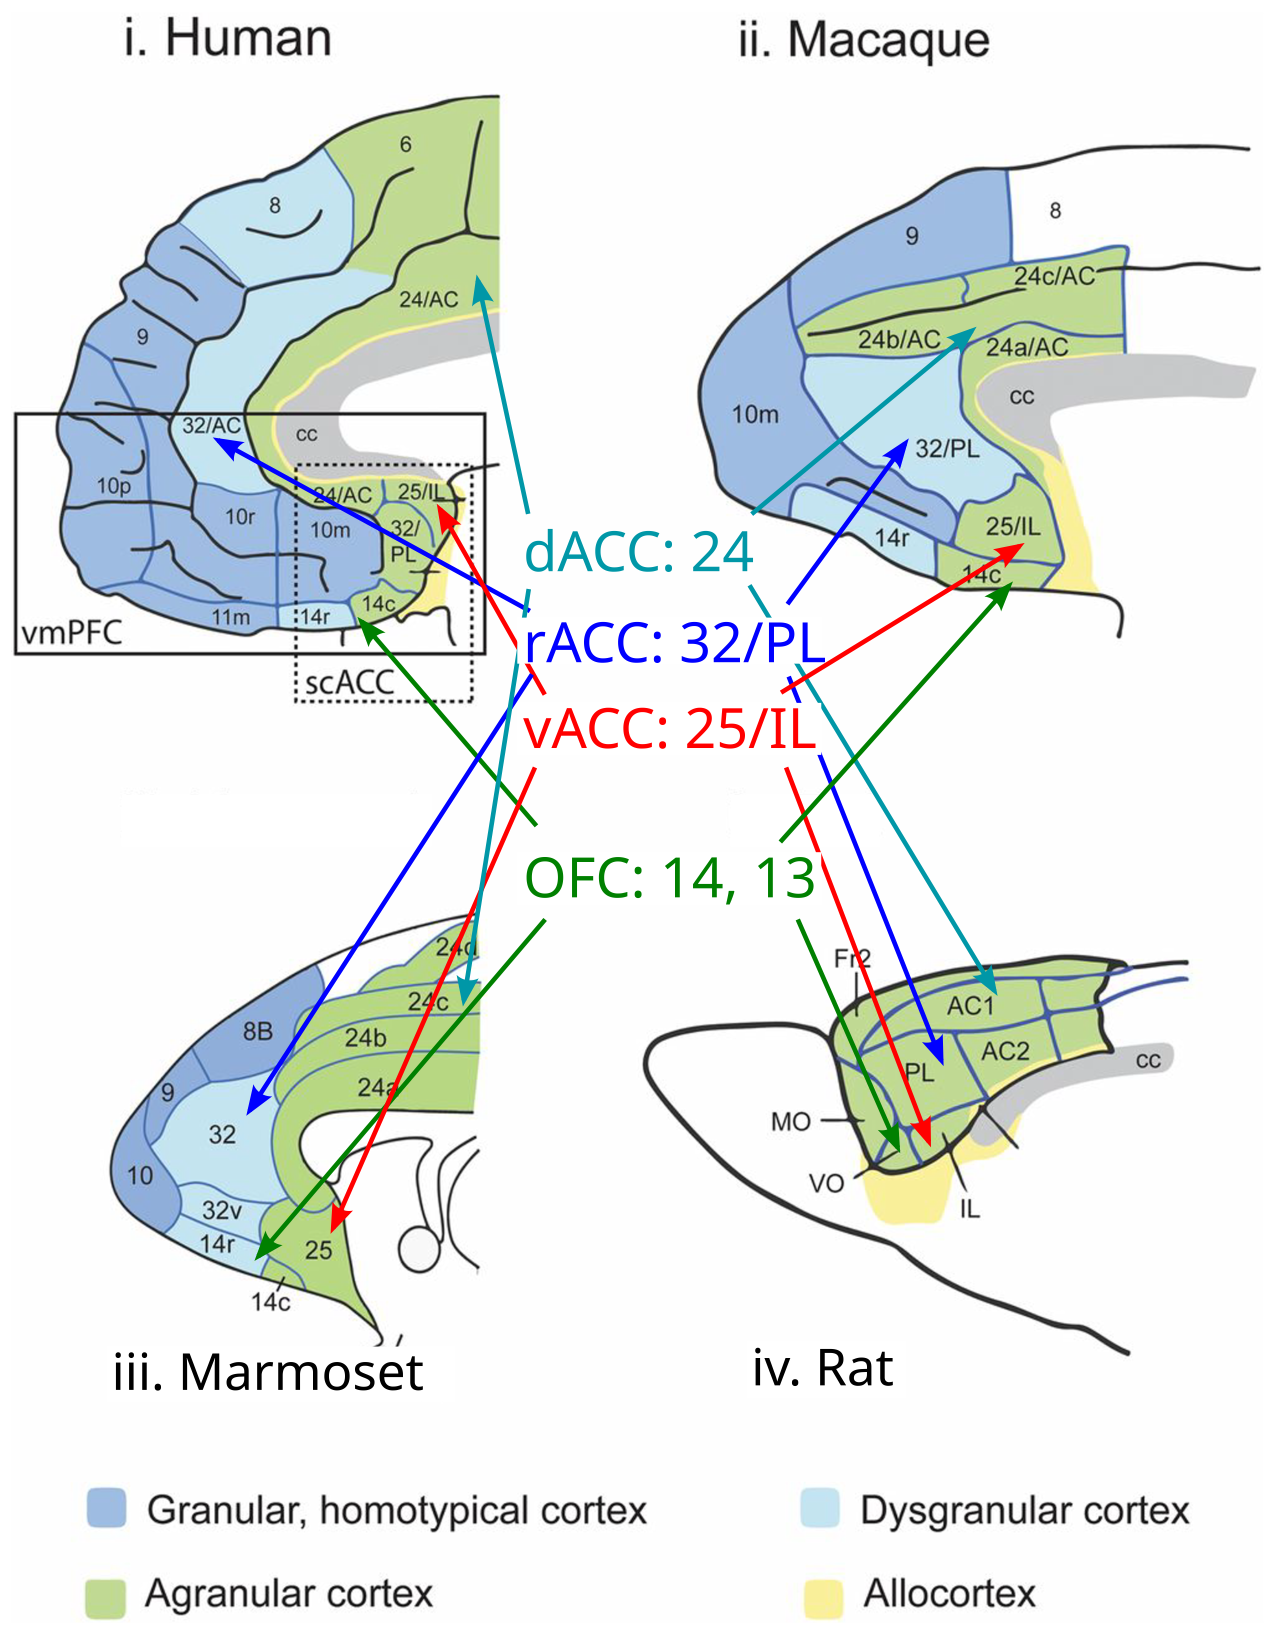 i. Human
ii. Macaque
6
8
9
24/AC
32/AC
cc
10p
10r
24/AC
25/IL
10m
32/
PL
11m
14r
14c
vmPFC
scACC
8
9
24c/AC
24b/AC
24a/AC
cc
10m
32/PL
25/IL
14r
14c
dACC: 24
rACC: 32/PL
vACC: 25/IL
OFC: 14, 13
24d
24c
24b
24a
8B
9
32
10
32v
14r
25
14c
Fr2
AC1
AC2
PL
cc
MO
VO
IL
iii. Marmoset
iv. Rat
Granular, homotypical cortex
Dysgranular cortex
Agranular cortex
Allocortex